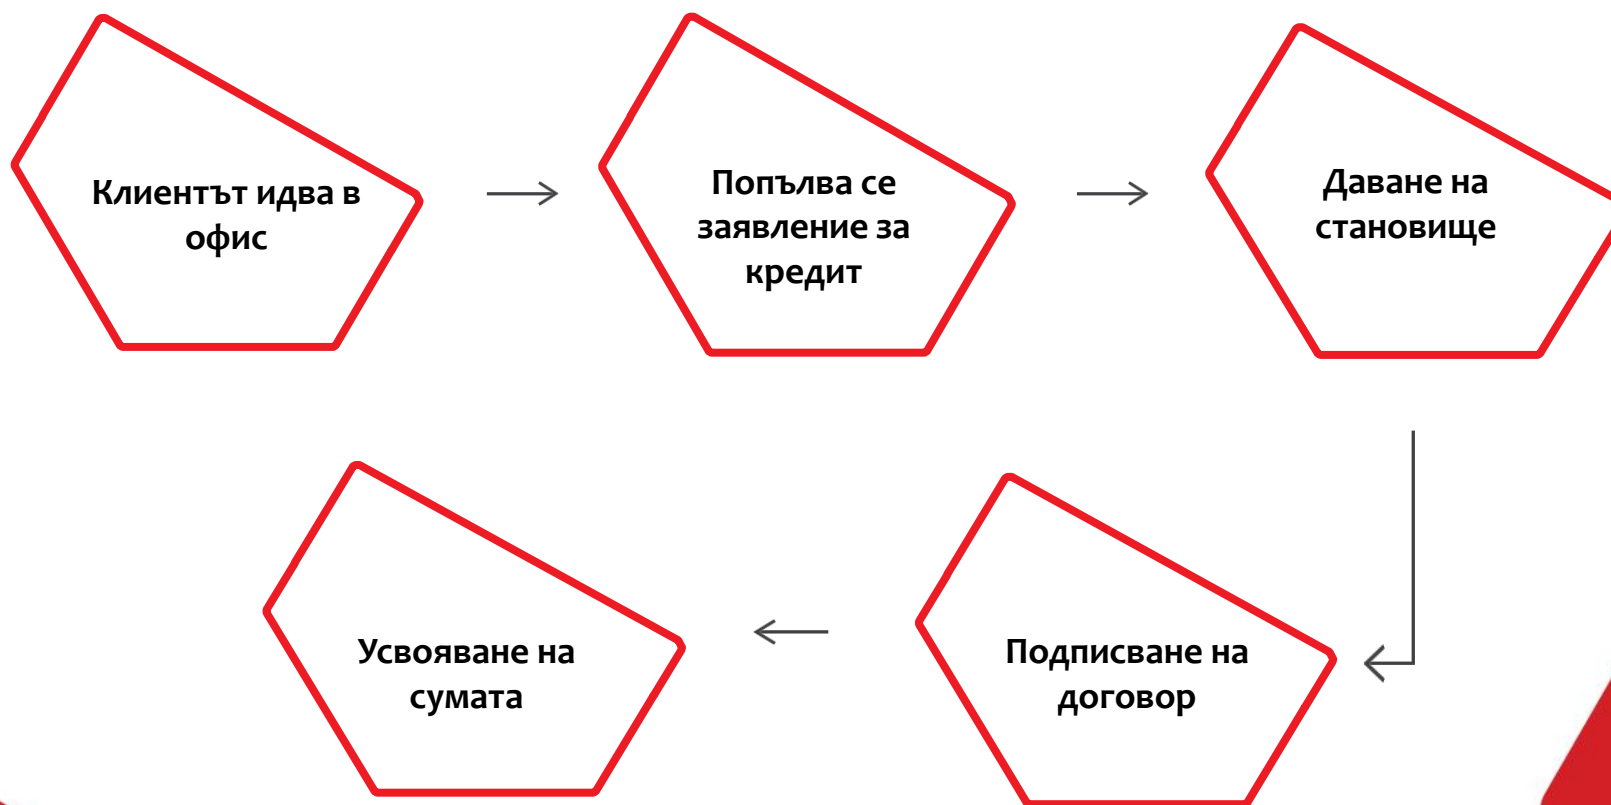 Клиентът идва в
офис
Попълва се
заявление за
кредит
Даване на
становище
Подписване на
договор
Усвояване на
сумата